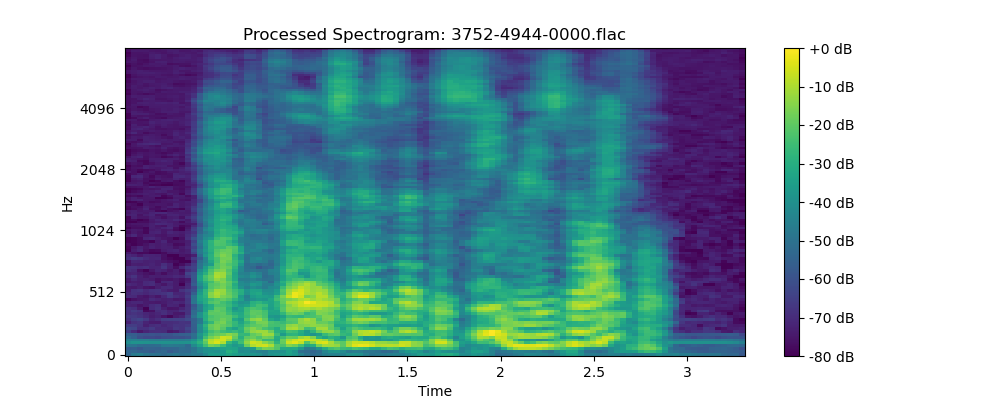 Processed Spectrogram: 3752-4944-0000.flac
Hz
4096
2048
1024
512
0
0 0.5 1 1.5 2 2.5 3
Time
+0 dB
-10 dB
-20 dB
-30 dB
-40 dB
-50 dB
-60 dB
-70 dB
-80 dB